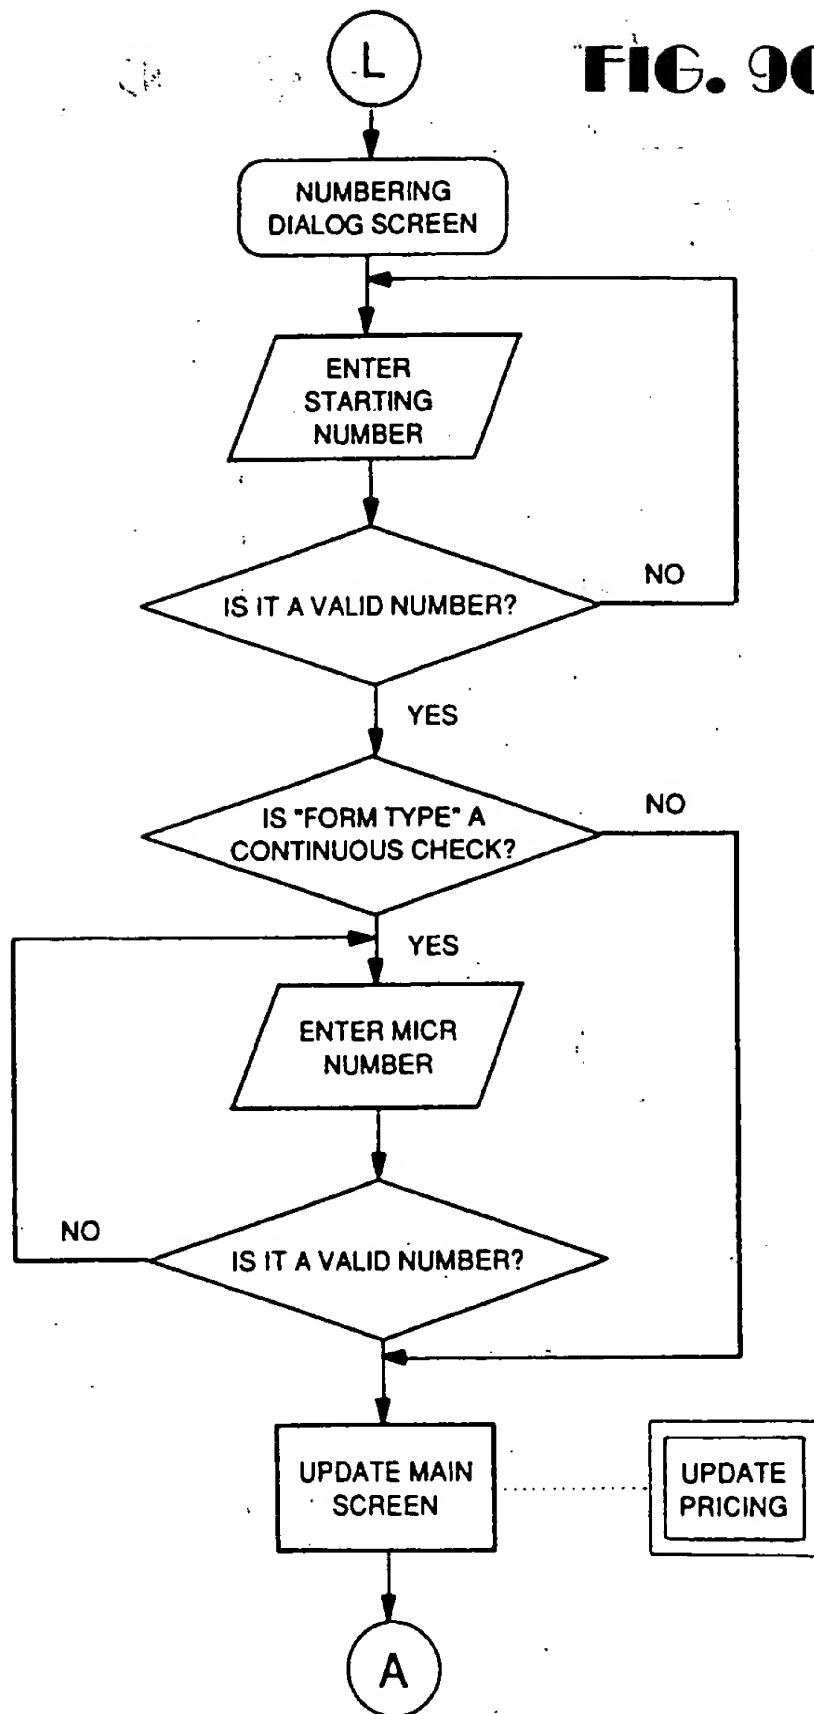 L
FIG. 9
NUMBERING
DIALOG SCREEN
ENTER
STARTING
NUMBER
IS IT A VALID NUMBER?
NO
YES
IS "FORM TYPE" A
CONTINUOUS CHECK?
NO
YES
ENTER MICR
NUMBER
NO
IS IT A VALID NUMBER?
UPDATE MAIN
SCREEN
UPDATE
PRICING
A